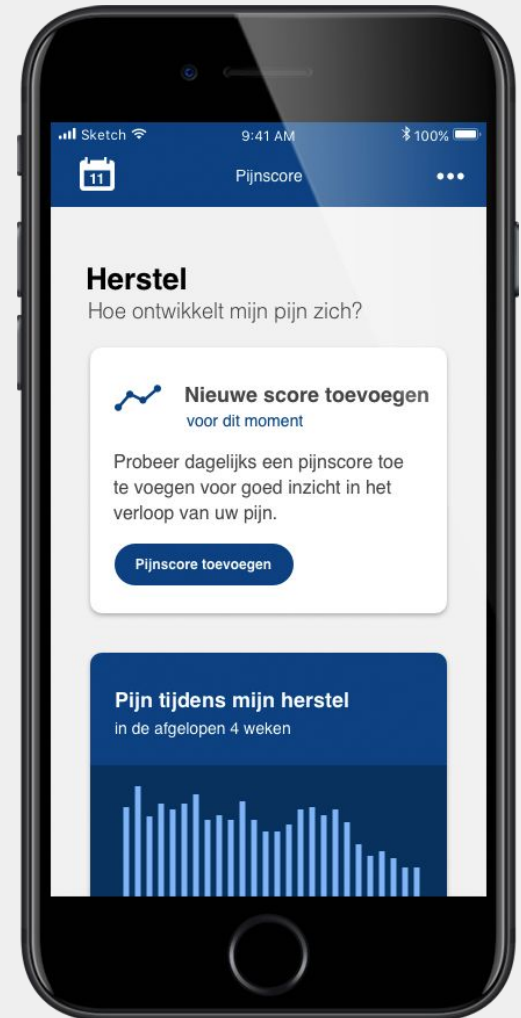 Sketch 9:41 AM 100%
11 Pijnscore
Herstel
Hoe ontwikkelt mijn pijn zich?
Nieuwe score toevoegen
voor dit moment
Probeer dagelijks een pijnscore toe
te voegen voor goed inzicht in het
verloop van uw pijn.
Pijnscore toevoegen
Pijn tijdens mijn herstel
in de afgelopen 4 weken